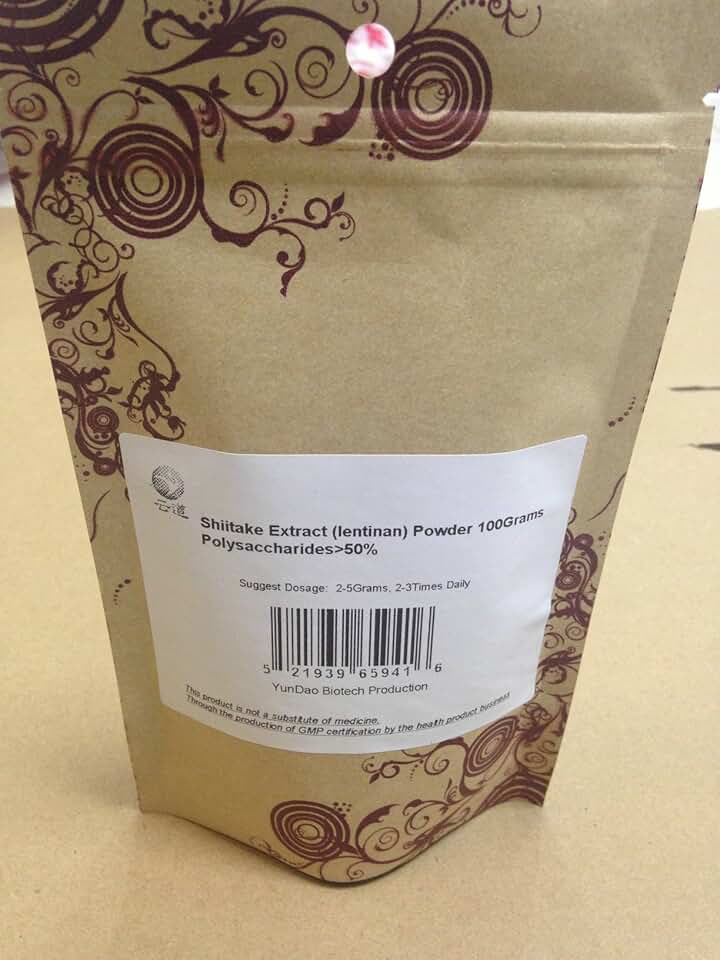 云道
Shiitake Extract (lentinan) Powder 100Grams
Polysaccharides>50%
Suggest Dosage: 2-5Grams, 2-3Times Daily
5 21939 65941 6
YunDao Biotech Production
This product is not a substitute of medicine,
Through the production of GMP certification by the health product business